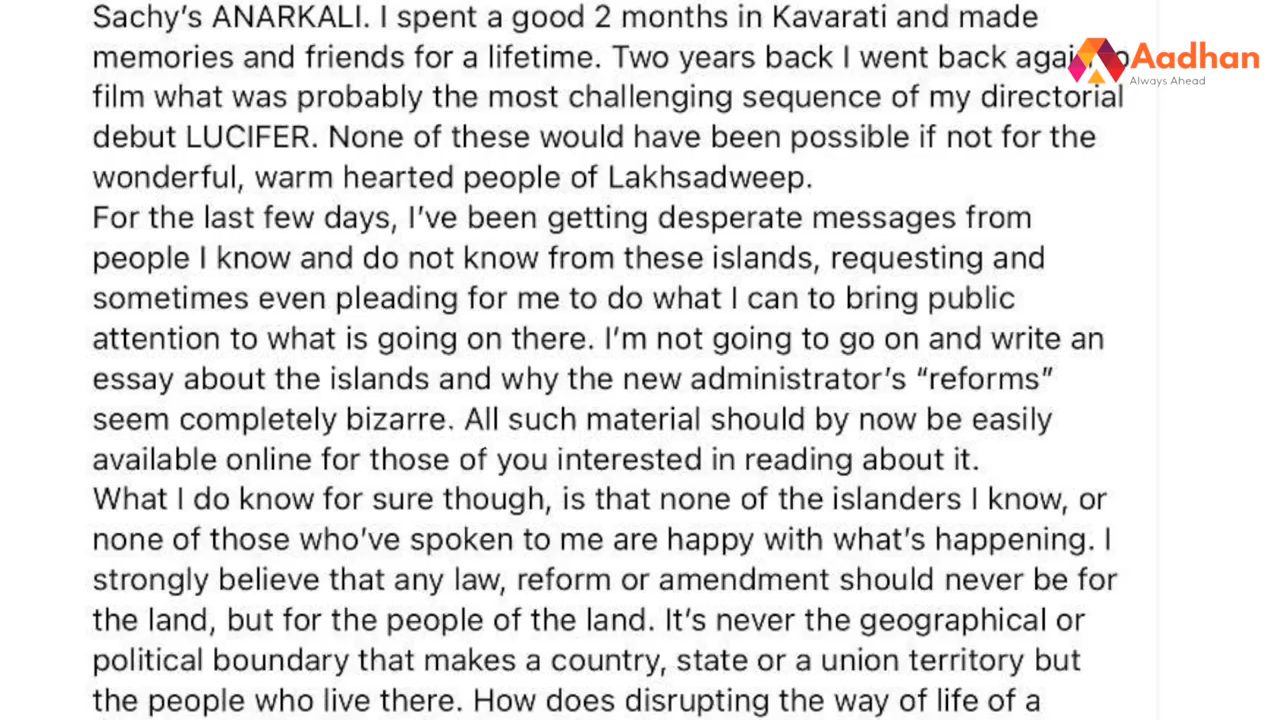 Sachy's ANARKALI. I spent a good 2 months in Kavarati and made
memories and friends for a lifetime. Two years back I went back
film what was probably the most challenging sequence of my directorial
debut LUCIFER. None of these would have been possible if not for the
wonderful, warm hearted people of Lakhsadweep.
For the last few days, I've been getting desperate messages from
people I know and do not know from these islands, requesting and
sometimes even pleading for me to do what I can to bring public
attention to what is going on there. I'm not going to go on and write an
essay about the islands and why the new administrator's “reforms”
seem completely bizarre. All such material should by now be easily
available online for those of you interested in reading about it.
What I do know for sure though, is that none of the islanders I know, or
none of those who've spoken to me are happy with what's happening. I
strongly believe that any law, reform or amendment should never be for
the land, but for the people of the land. It's never the geographical or
political boundary that makes a country, state or a union territory but
the people who live there. How does disrupting the way of life of a
Aadhan
Always Ahead